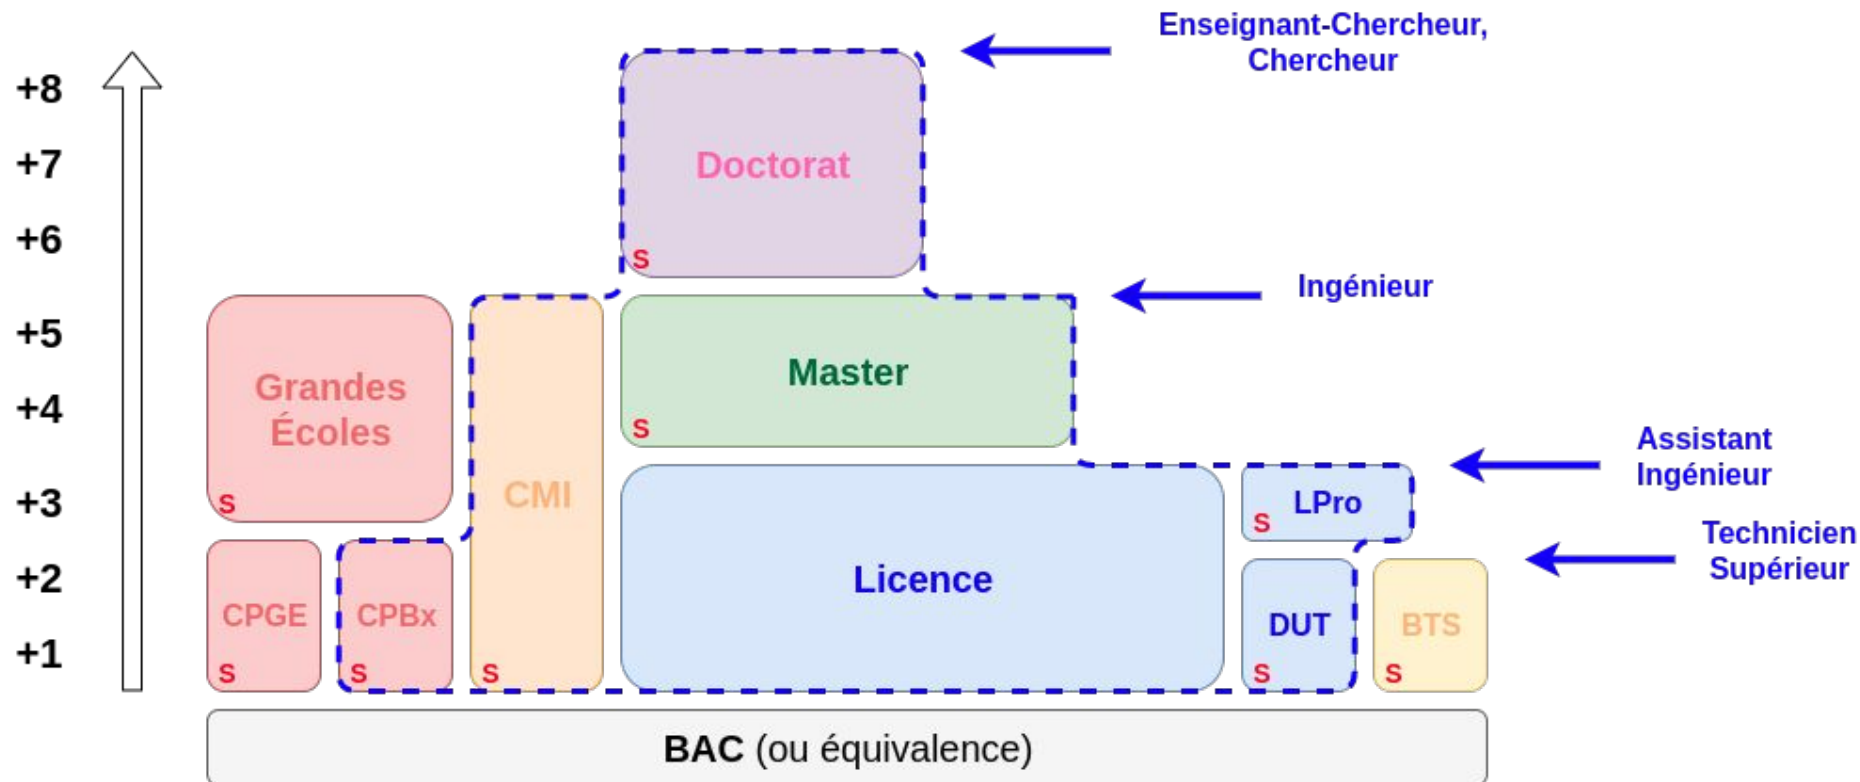 Enseignant-Chercheur,
Chercheur
+8
+7
Doctorat
+6
S
Ingénieur
+5
Grandes
Écoles
Master
+4
S
Assistant
Ingénieur
+3
S
CMI
LPro
S
Technicien
Supérieur
+2
Licence
CPGE
CPBx
DUT
BTS
+1
S
S
S
S
S
BAC (ou équivalence)